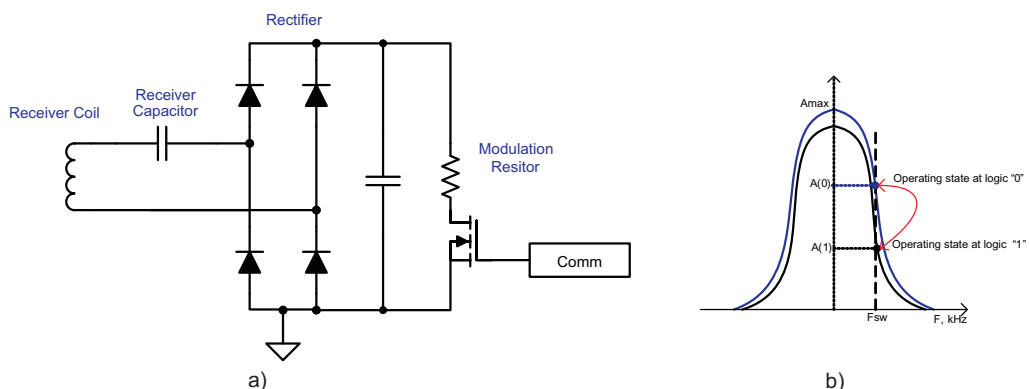 Rectifier
Receiver
Capacitor
Receiver Coil
Modulation
Resitor
Comm
a)
Amax
A(0)
Operating state at logic “0”
A(1)
Operating state at logic “1”
Fsw
F, kHz
b)